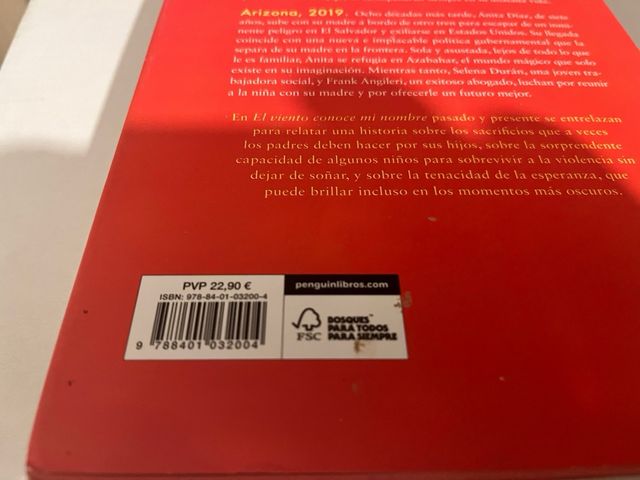 Arizona, 2019. Ocho décadas más tarde, Anita Díaz, de siete
años, sube con su madre a bordo de otro tren para escapar de un inmi-
nente peligro en El Salvador y exiliarse en Estados Unidos. Su llegada
coincide con una nueva e implacable política gubernamental que la
separa de su madre en la frontera. Sola y asustada, lejos de todo lo que
le es familiar, Anita se refugia en Azabahar, el mundo mágico que solo
existe en su imaginación. Mientras tanto, Selena Durán, una joven tra-
bajadora social, y Frank Angileri, un exitoso abogado, luchan por reunir
a la niña con su madre y por ofrecerle un futuro mejor.
En El viento conoce mi nombre pasado y presente se entrelazan
para relatar una historia sobre los sacrificios que a veces
los padres deben hacer por sus hijos, sobre la sorprendente
capacidad de algunos niños para sobrevivir a la violencia sin
dejar de soñar, y sobre la tenacidad de la esperanza, que
puede brillar incluso en los momentos más oscuros.
PVP 22,90 €
ISBN: 978-84-01-03200-4
9 788401 032004
penguinlibros.com
FSC
BOSQUES™
PARA TODOS
PARA SIEMPRE